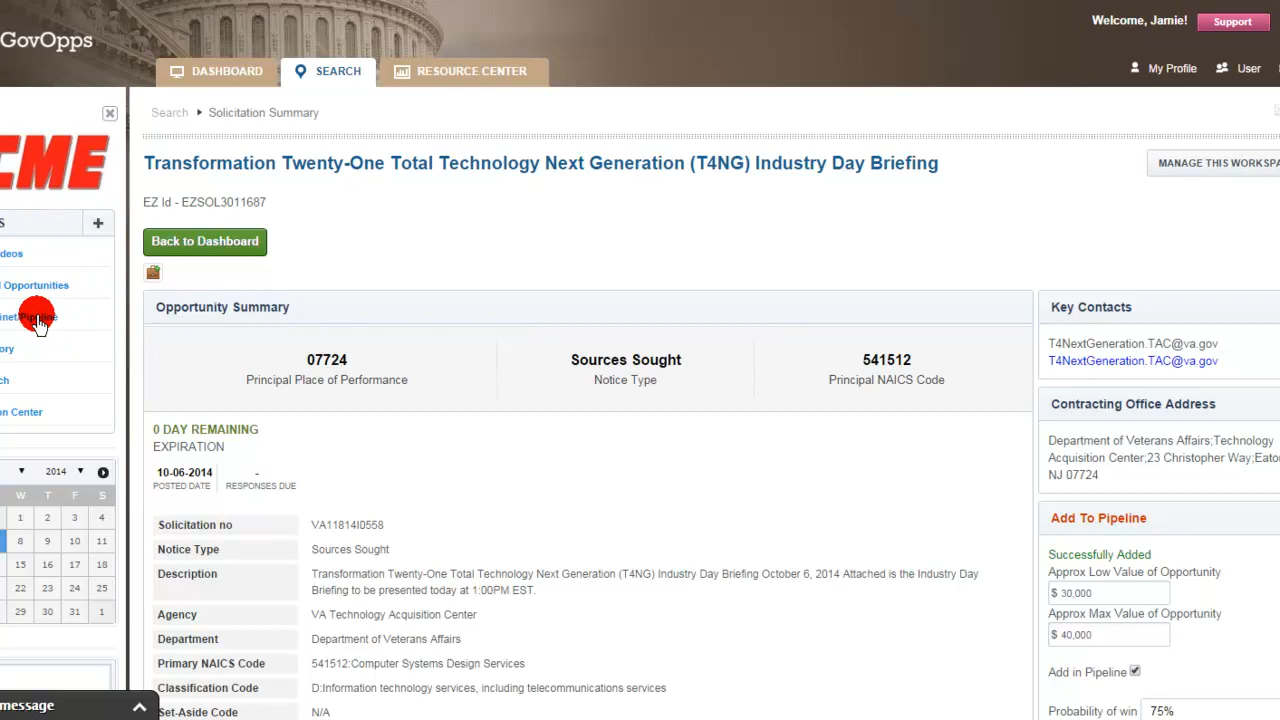 GovOpps
Welcome, Jamie!
Support
DASHBOARD
SEARCH
RESOURCE CENTER
My Profile
User
Search
Solicitation Summary
CME
Transformation Twenty-One Total Technology Next Generation (T4NG) Industry Day Briefing
MANAGE THIS WORKSPA
EZ Id - EZSOL3011687
Back to Dashboard
S
+
deos
l Opportunities
inet/Pipeline
ory
ch
on Center
2014
W T F S
1 2 3 4
8 9 10 11
15 16 17 18
22 23 24 25
29 30 31 1
message
Opportunity Summary
07724
Principal Place of Performance
Sources Sought
Notice Type
541512
Principal NAICS Code
0 DAY REMAINING
EXPIRATION
10-06-2014 -
POSTED DATE RESPONSES DUE
Solicitation no VA11814I0558
Notice Type Sources Sought
Description Transformation Twenty-One Total Technology Next Generation (T4NG) Industry Day Briefing October 6, 2014 Attached is the Industry Day
Briefing to be presented today at 1:00PM EST.
Agency VA Technology Acquisition Center
Department Department of Veterans Affairs
Primary NAICS Code 541512:Computer Systems Design Services
Classification Code D:Information technology services, including telecommunications services
Set-Aside Code N/A
Key Contacts
T4NextGeneration.TAC@va.gov
T4NextGeneration.TAC@va.gov
Contracting Office Address
Department of Veterans Affairs;Technology
Acquisition Center;23 Christopher Way;Eato
NJ 07724
Add To Pipeline
Successfully Added
Approx Low Value of Opportunity
$ 30,000
Approx Max Value of Opportunity
$ 40,000
Add in Pipeline
Probability of win 75%